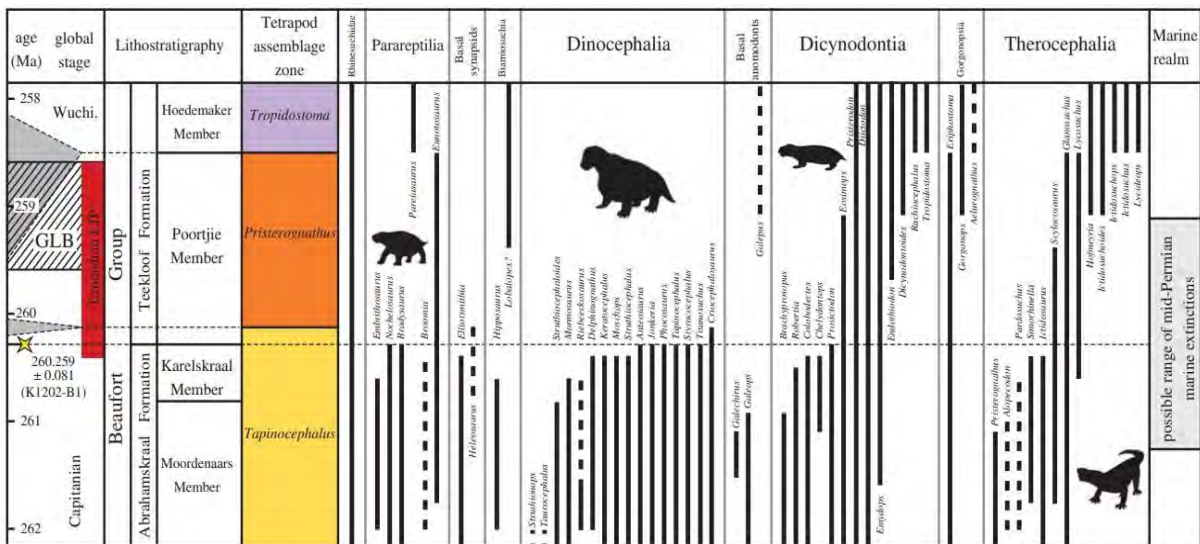 age
(Ma)
global
stage
Lithostratigraphy
Tetrapod
assemblage
zone
Rhinesuchidae
Parareptilia
Basal
synapsids
Biarmosuchia
Dinocephalia
Basal
anomodonts
Dicynodontia
Gorgonopsia
Therocephalia
Marine
realm
258
259
260
261
262
Wuchi.
Capitanian
GLB
260.259
± 0.081
(K1202-B1)
Beaufort Group
Teekloof Formation
Abrahamskraal Formation
Hoedemaker
Member
Poortjie
Member
Karelskraal
Member
Moordenaars
Member
Tropidostoma
Pristerognathus
Tapinocephalus
Embrithosaurus
Nochelosaurus
Bradysaurus
Pareiasaurus
Broomia
Eunotosaurus
Elliotsmithia
Heleosaurus
Hipposaurus
Lobalopex?
Struthionops
Taurocephalus
Struthiocephaloides
Mormosaurus
Riebeeckosaurus
Delphinognathus
Keratocephalus
Moschops
Struthiocephalus
Anteosaurus
Jonkeria
Phocosaurus
Tapinocephalus
Styracocephalus
Titanosuchus
Criocephalosaurus
Galechirus
Galeops
Galepus
Brachyprosopus
Robertia
Colobodectes
Chelydontops
Prosictodon
Eosimops
Pristerodon
Diictodon
Emydops
Endothiodon
Dicynodontoides
Rachiocephalus
Tropidostoma
Eriphostoma
Gorgonops
Aelurognathus
Pristerognathus
Alopecodon
Pardosuchus
Simorhinella
Ictidosaurus
Scylacosaurus
Glanosuchus
Lycosuchus
Hofmeyria
Ictidosuchoides
Ictidosuchops
Ictidosuchus
Lycideops
possible range of mid-Permian
marine extinction